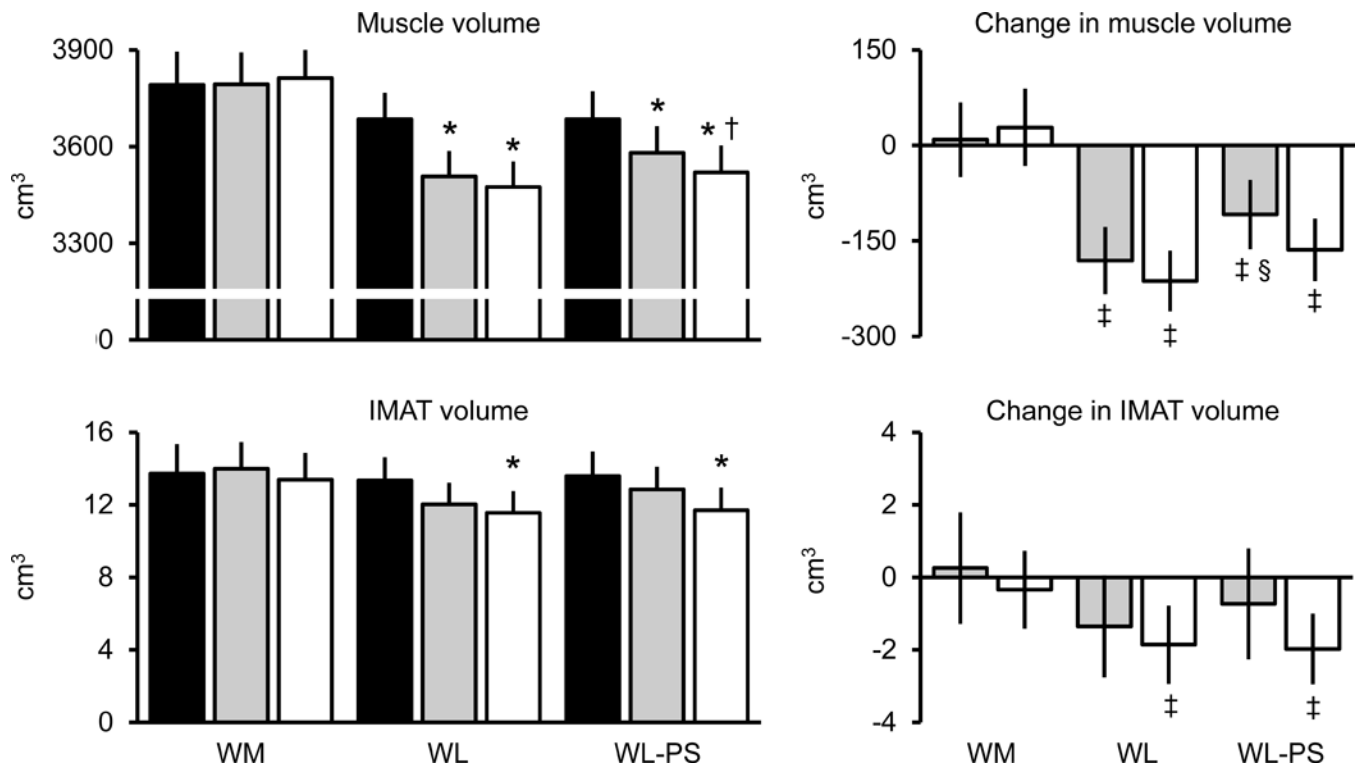 Muscle volume
3900
3600
3300
00
cm³
*
*
*
* †
Change in muscle volume
150
0
-150
-300
cm³
‡
‡
‡ §
‡
IMAT volume
16
12
8
4
0
cm³
*
*
WM
WL
WL-PS
Change in IMAT volume
4
2
0
-2
-4
cm³
‡
‡
WM
WL
WL-PS